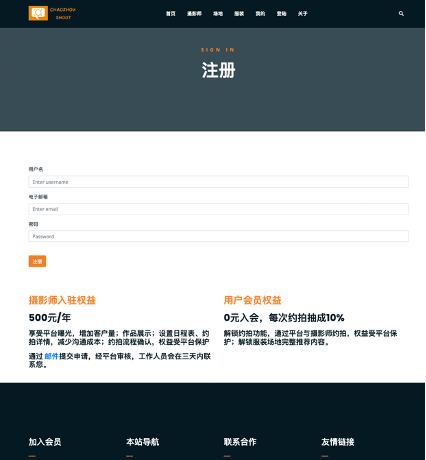 CHAOZHOU
SHOOT
首页 摄影师 场地 服装 我的 登陆 关于
SIGN IN
注册
用户名
Enter username
电子邮箱
Enter email
密码
Password
注册
摄影师入驻权益
500元/年
享受平台曝光，增加客户量；作品展示；设置日程表、约
拍详情，减少沟通成本；约拍流程确认，权益受平台保护
通过 邮件提交申请，经平台审核，工作人员会在三天内联
系您。
用户会员权益
0元入会，每次约拍抽成10%
解锁约拍功能，通过平台与摄影师约拍，权益受平台保
护；解锁服装场地完整推荐内容。
加入会员 本站导航 联系合作 友情链接